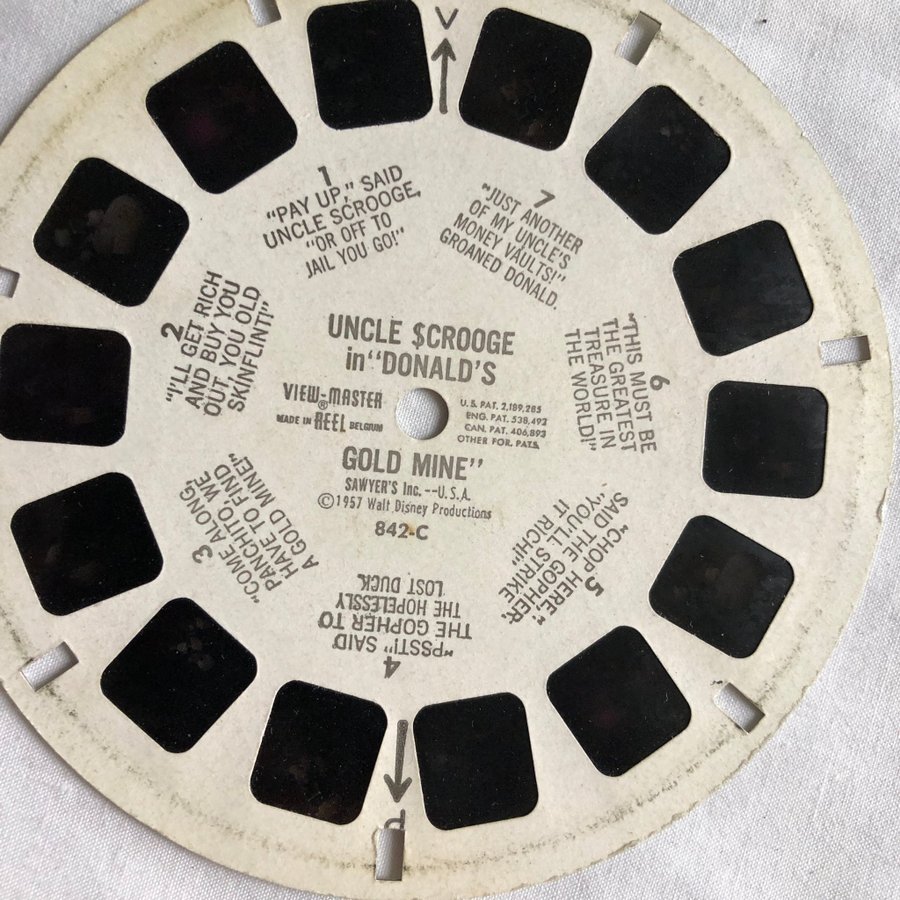 UNCLE $CROOGE
in "DONALD'S
VIEW-MASTER
®
MADE IN REEL BELGIUM
U.S. PAT. 2,189,285
ENG. PAT. 538,493
CAN. PAT. 406,893
OTHER FOR. PATS.
GOLD MINE"
SAWYER'S Inc. -- U.S.A.
©1957 Walt Disney Productions
842-C
1
"PAY UP," SAID
UNCLE SCROOGE,
"OR OFF TO
JAIL YOU GO!"
2
"I'LL GET RICH
AND BUY YOU
OUT, YOU OLD
SKINFLINT!"
3
"COME ALONG,
PANCHITO, WE
HAVE TO FIND
A GOLD MINE!"
4
"PSST!" SAID
THE GOPHER TO
THE HOPELESSLY
LOST DUCK.
5
"CHOP HERE,"
SAID THE GOPHER,
"YOU'LL STRIKE
IT RICH!"
6
"THIS MUST BE
THE GREATEST
TREASURE IN
THE WORLD!"
7
"JUST ANOTHER
OF MY UNCLE'S
MONEY VAULTS!"
GROANED DONALD.
V